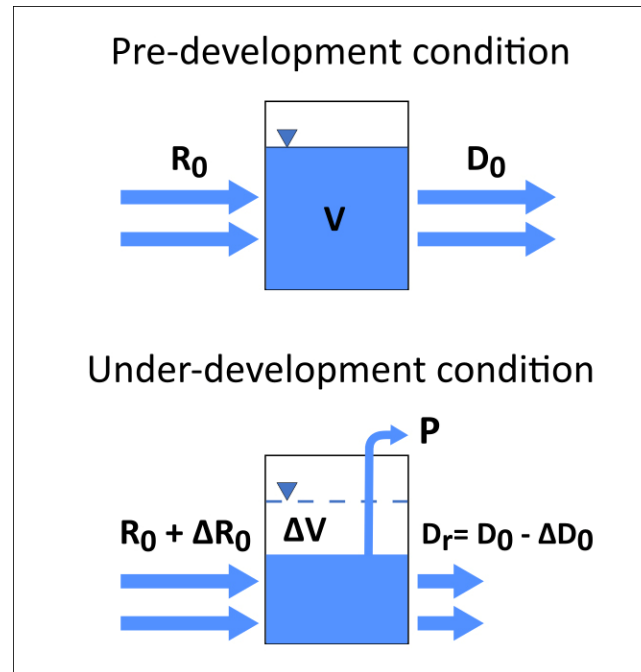 Pre-development condition
R0
D0
V
Under-development condition
P
R0 + ΔR0
ΔV
Dr= D0 - ΔD0